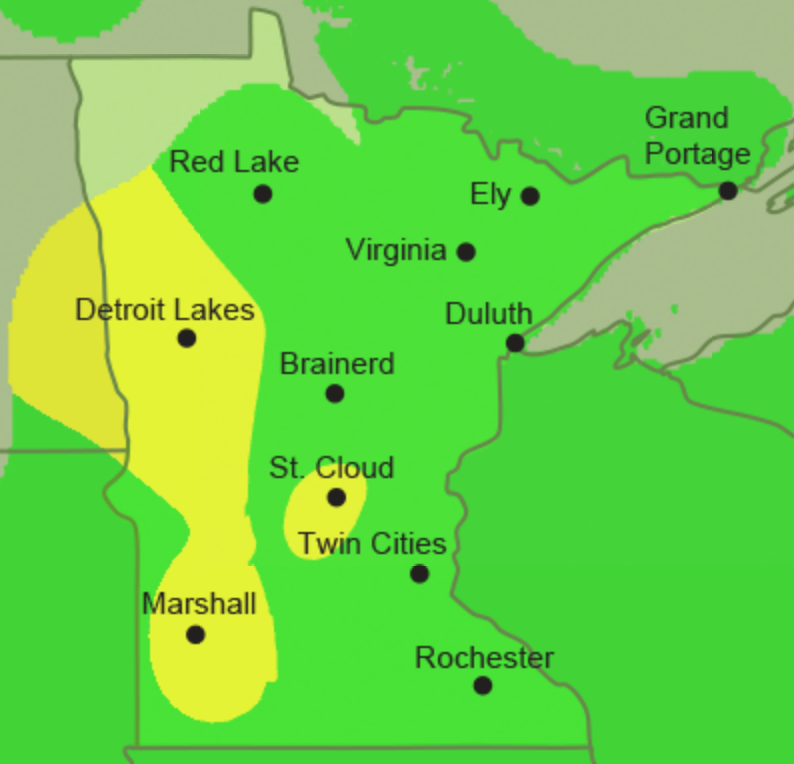 Grand
Portage
Red Lake
Ely
Virginia
Detroit Lakes
Duluth
Brainerd
St. Cloud
Twin Cities
Marshall
Rochester